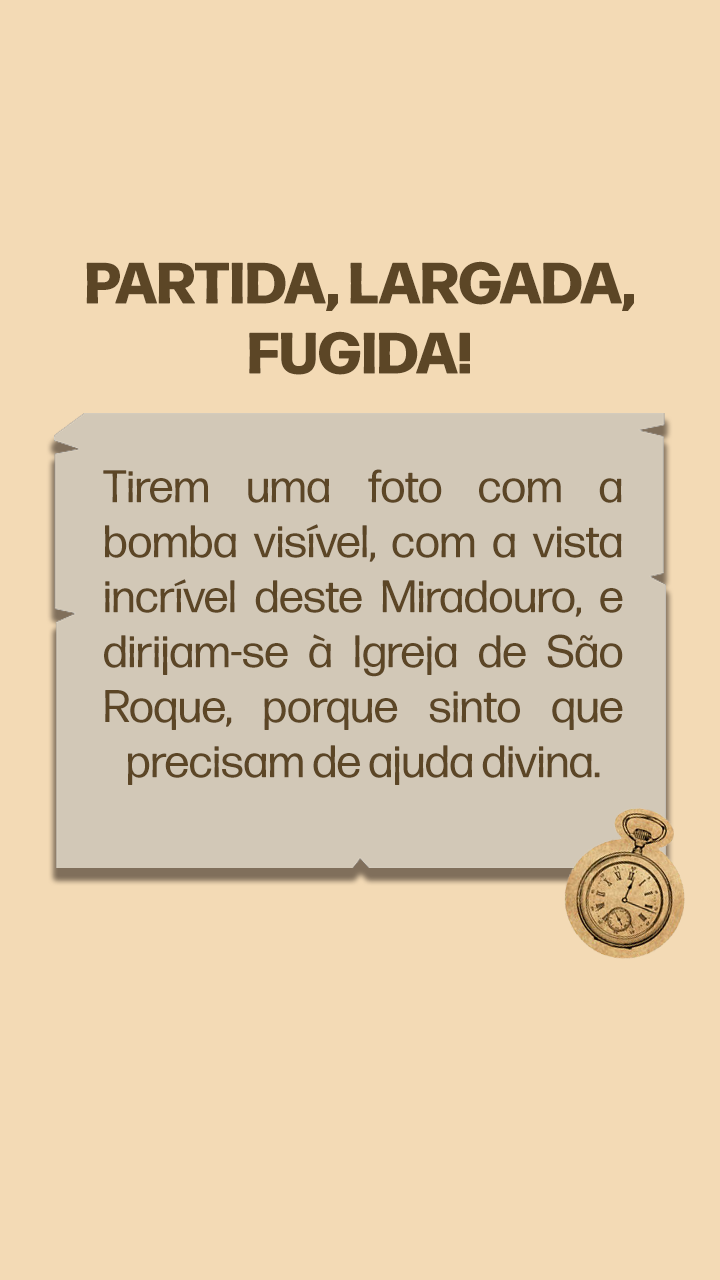 PARTIDA, LARGADA,
FUGIDA!
Tirem uma foto com a
bomba visível, com a vista
incrível deste Miradouro, e
dirijam-se à Igreja de São
Roque, porque sinto que
precisam de ajuda divina.